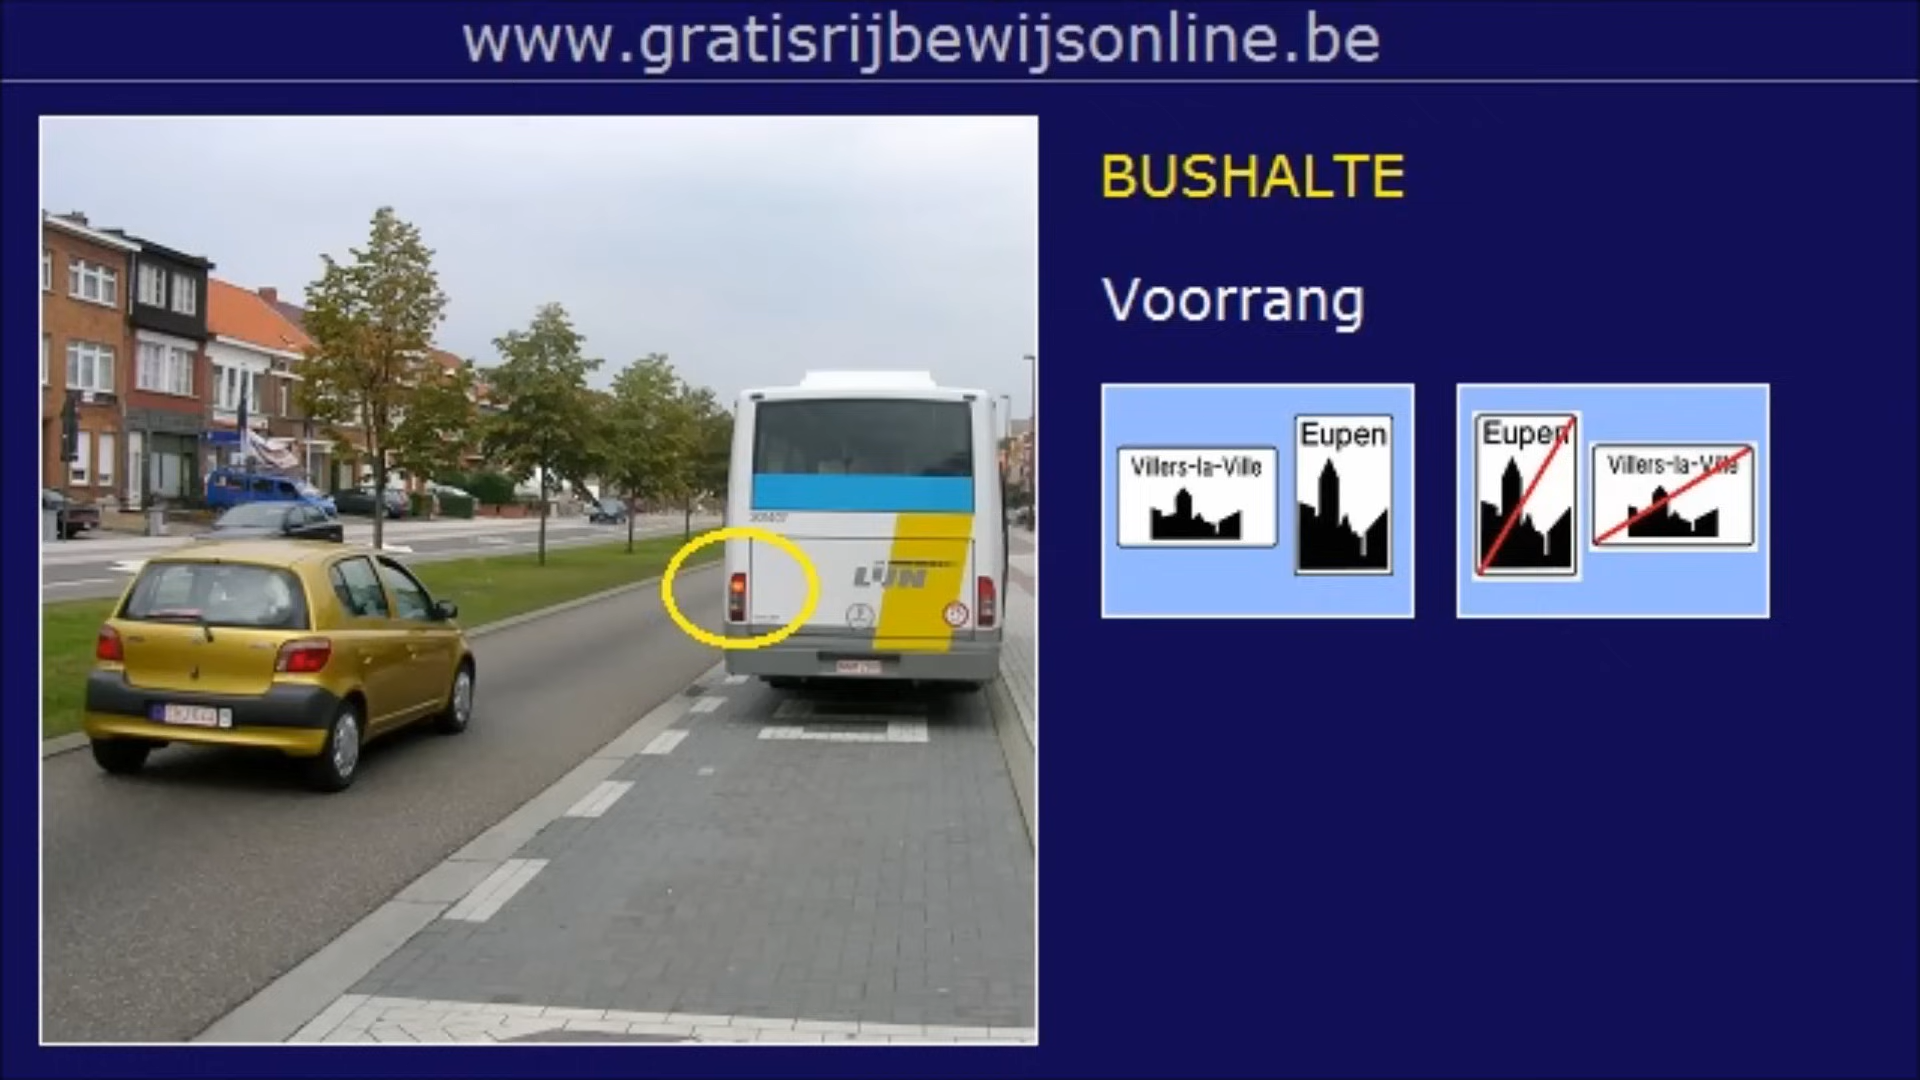 www.gratisrijbewijsonline.be
BUSHALTE
Voorrang
Villers-la-Ville
Eupen
Eupen
Villers-la-Ville
LIJN